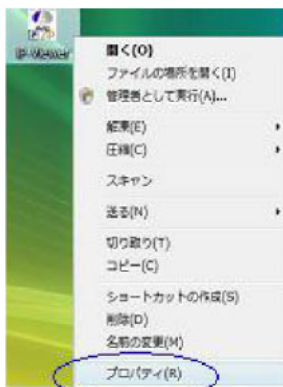 IP-Viewer
開く(O)
ファイルの場所を開く(I)
管理者として実行(A)...
解凍(E)
圧縮(C)
スキャン
送る(N)
切り取り(T)
コピー(C)
ショートカットの作成(S)
削除(D)
名前の変更(M)
プロパティ(R)